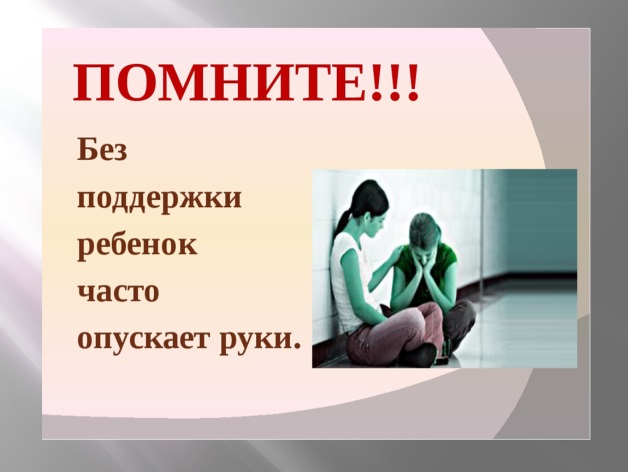 ПОМНИТЕ!!!
Без
поддержки
ребенок
часто
опускает руки.